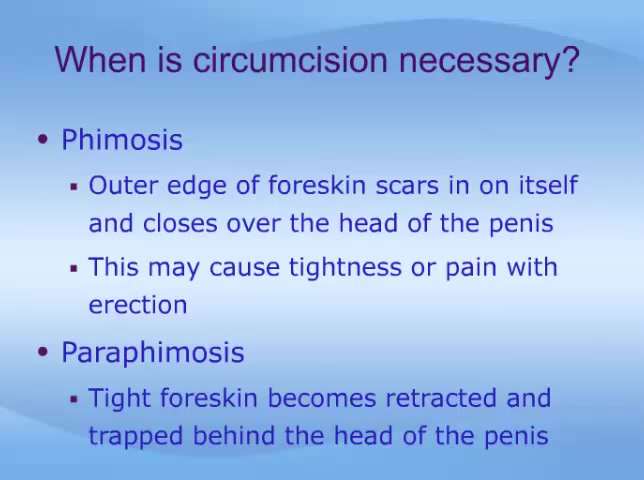 When is circumcision necessary?
• Phimosis
▪ Outer edge of foreskin scars in on itself
and closes over the head of the penis
▪ This may cause tightness or pain with
erection
• Paraphimosis
▪ Tight foreskin becomes retracted and
trapped behind the head of the penis